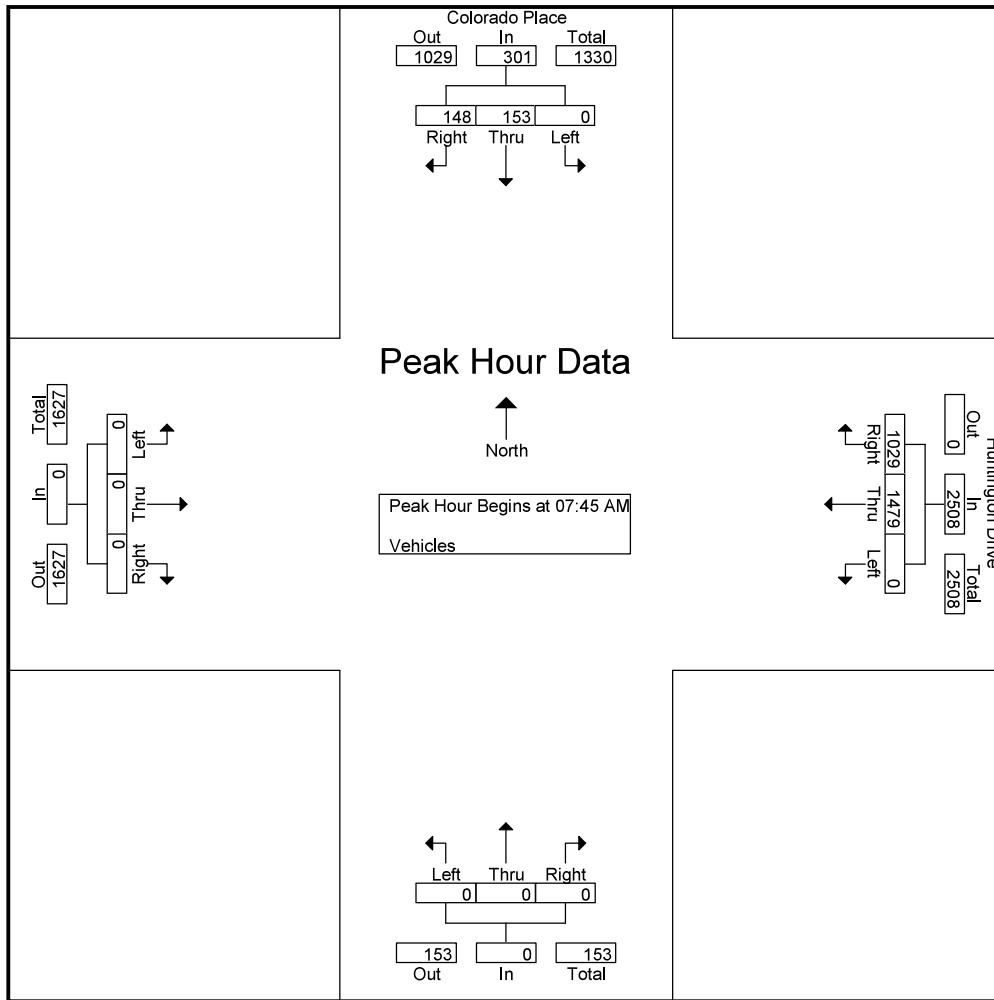 Colorado Place
Out In Total
1029 301 1330
148 153 0
Right Thru Left
Peak Hour Data
North
Peak Hour Begins at 07:45 AM
Vehicles
Total In Out
1627 0 1627
0 0 0
Left Thru Right
Huntington Drive
Out In Total
0 2508 2508
1029 1479 0
Right Thru Left
Left Thru Right
0 0 0
153 0 153
Out In Total